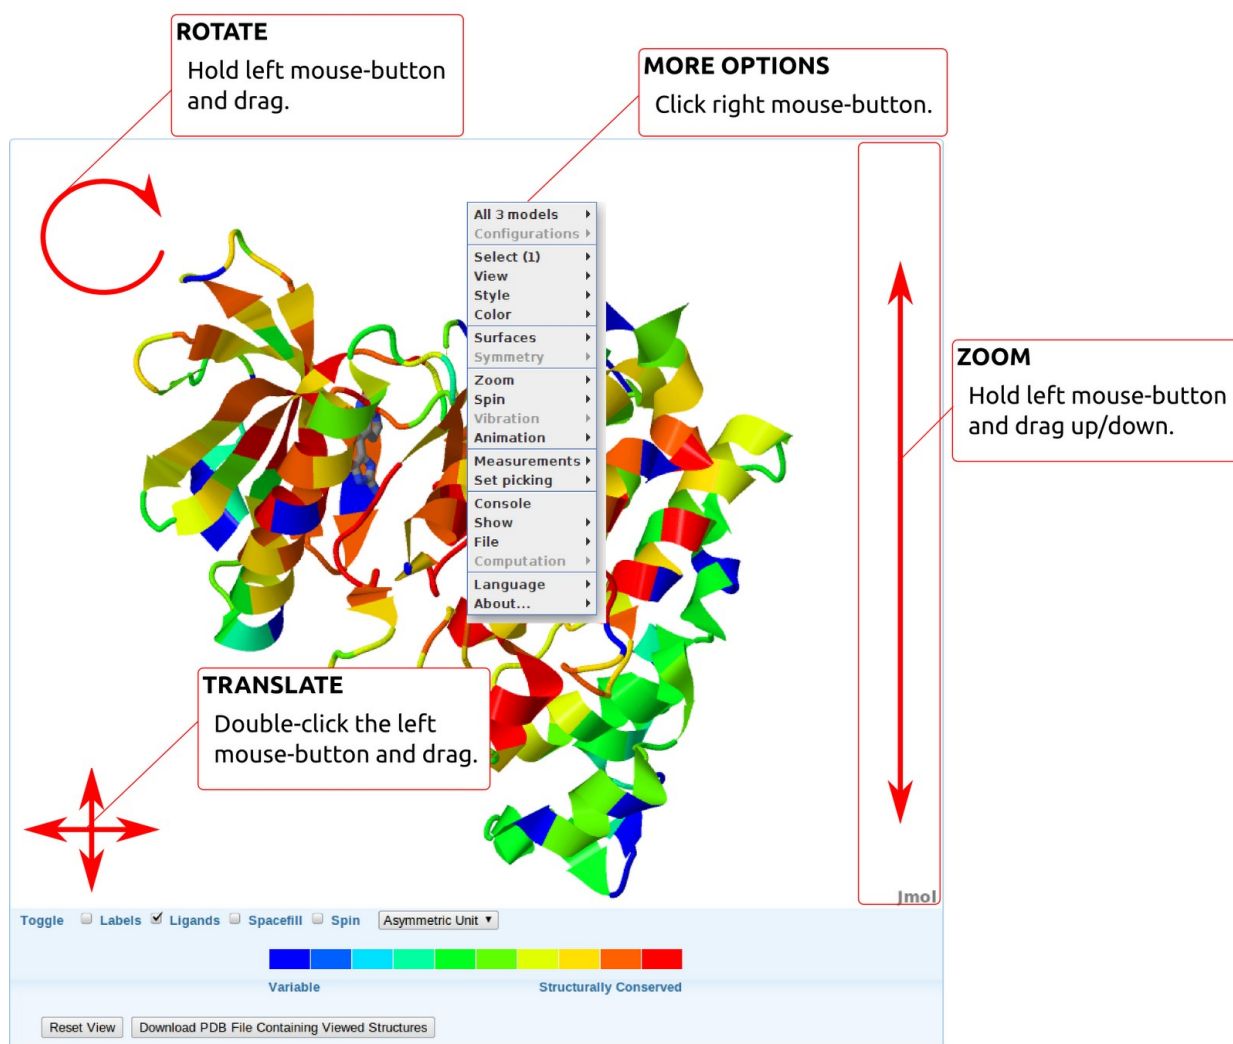 ROTATE
Hold left mouse-button
and drag.
MORE OPTIONS
Click right mouse-button.
All 3 models
Configurations
Select (1)
View
Style
Color
Surfaces
Symmetry
Zoom
Spin
Vibration
Animation
Measurements
Set picking
Console
Show
File
Computation
Language
About...
ZOOM
Hold left mouse-button
and drag up/down.
TRANSLATE
Double-click the left
mouse-button and drag.
Jmol
Toggle Labels Ligands Spacefill Spin Asymmetric Unit
Variable Structurally Conserved
Reset View Download PDB File Containing Viewed Structures